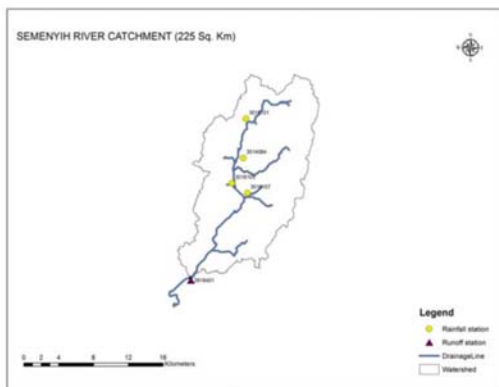 SEMENYIH RIVER CATCHMENT (225 Sq. Km)
Legend
Rainfall station
Runoff station
DrainageLine
Watershed
0 2 4 8 12 16
Kilometers